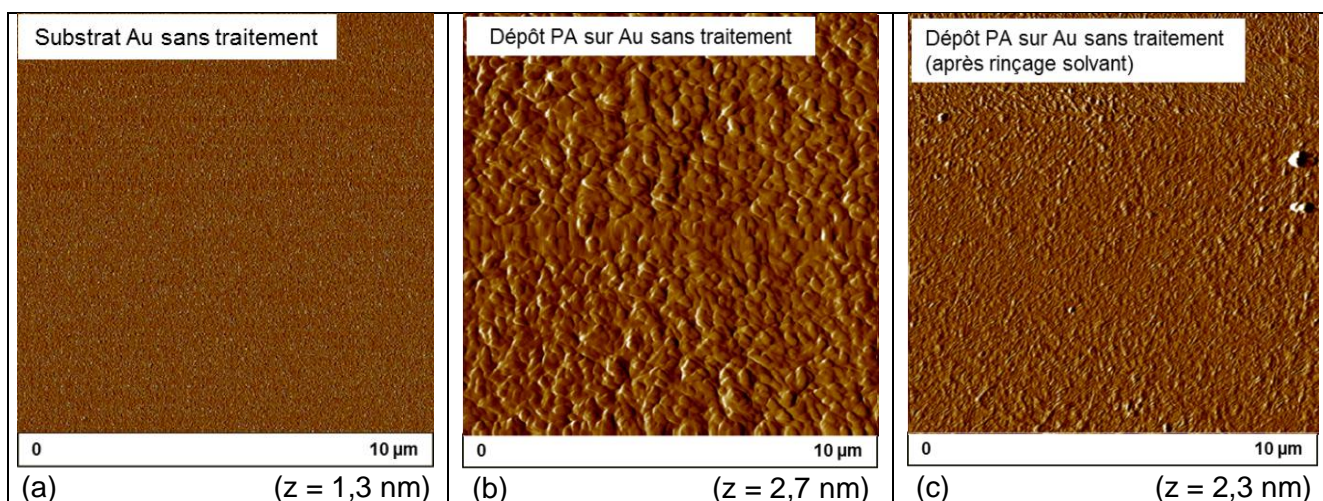 Substrat Au sans traitement
0 10 µm
(a) (z = 1,3 nm)
Dépôt PA sur Au sans traitement
0 10 µm
(b) (z = 2,7 nm)
Dépôt PA sur Au sans traitement
(après rinçage solvant)
0 10 µm
(c) (z = 2,3 nm)